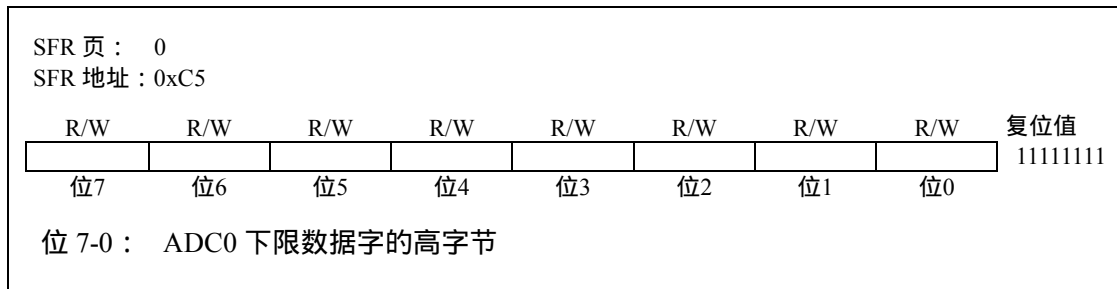 SFR 页： 0
SFR 地址：0xC5
R/W R/W R/W R/W R/W R/W R/W R/W 复位值
11111111
位7 位6 位5 位4 位3 位2 位1 位0
位 7-0： ADC0 下限数据字的高字节